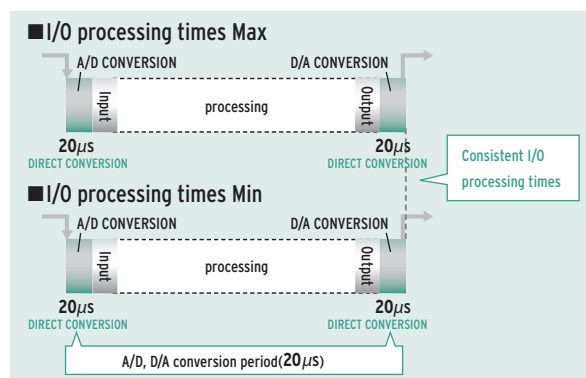 ■I/O processing times Max
A/D CONVERSION
D/A CONVERSION
Input
processing
Output
20μs
DIRECT CONVERSION
20μs
DIRECT CONVERSION
Consistent I/O
processing times
■I/O processing times Min
A/D CONVERSION
D/A CONVERSION
Input
processing
Output
20μs
DIRECT CONVERSION
20μs
DIRECT CONVERSION
A/D, D/A conversion period(20μs)